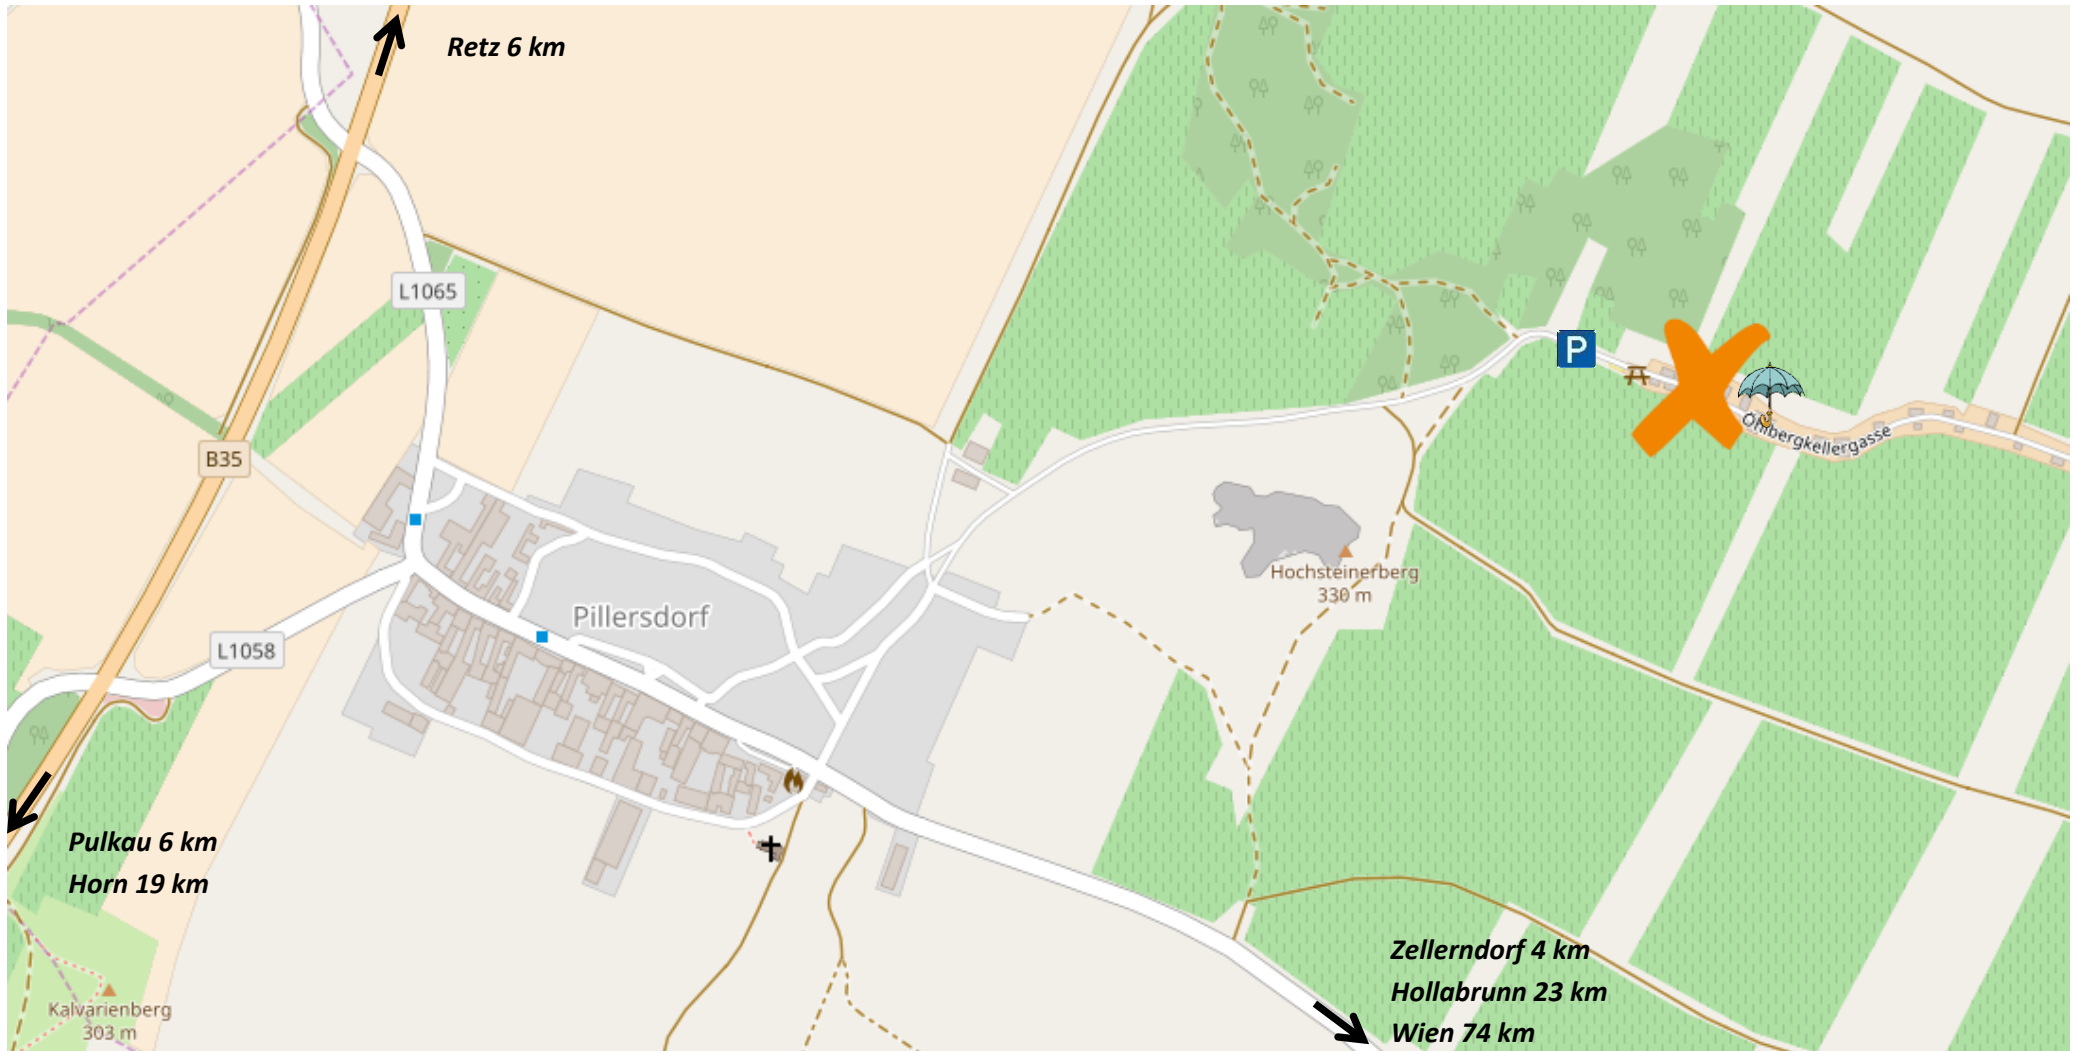 Retz 6 km
L1065
P
B35
Öhlbergkellergasse
Hochsteinerberg
330 m
Pillersdorf
L1058
Pulkau 6 km
Horn 19 km
Zellerndorf 4 km
Hollabrunn 23 km
Wien 74 km
Kalvarienberg
303 m